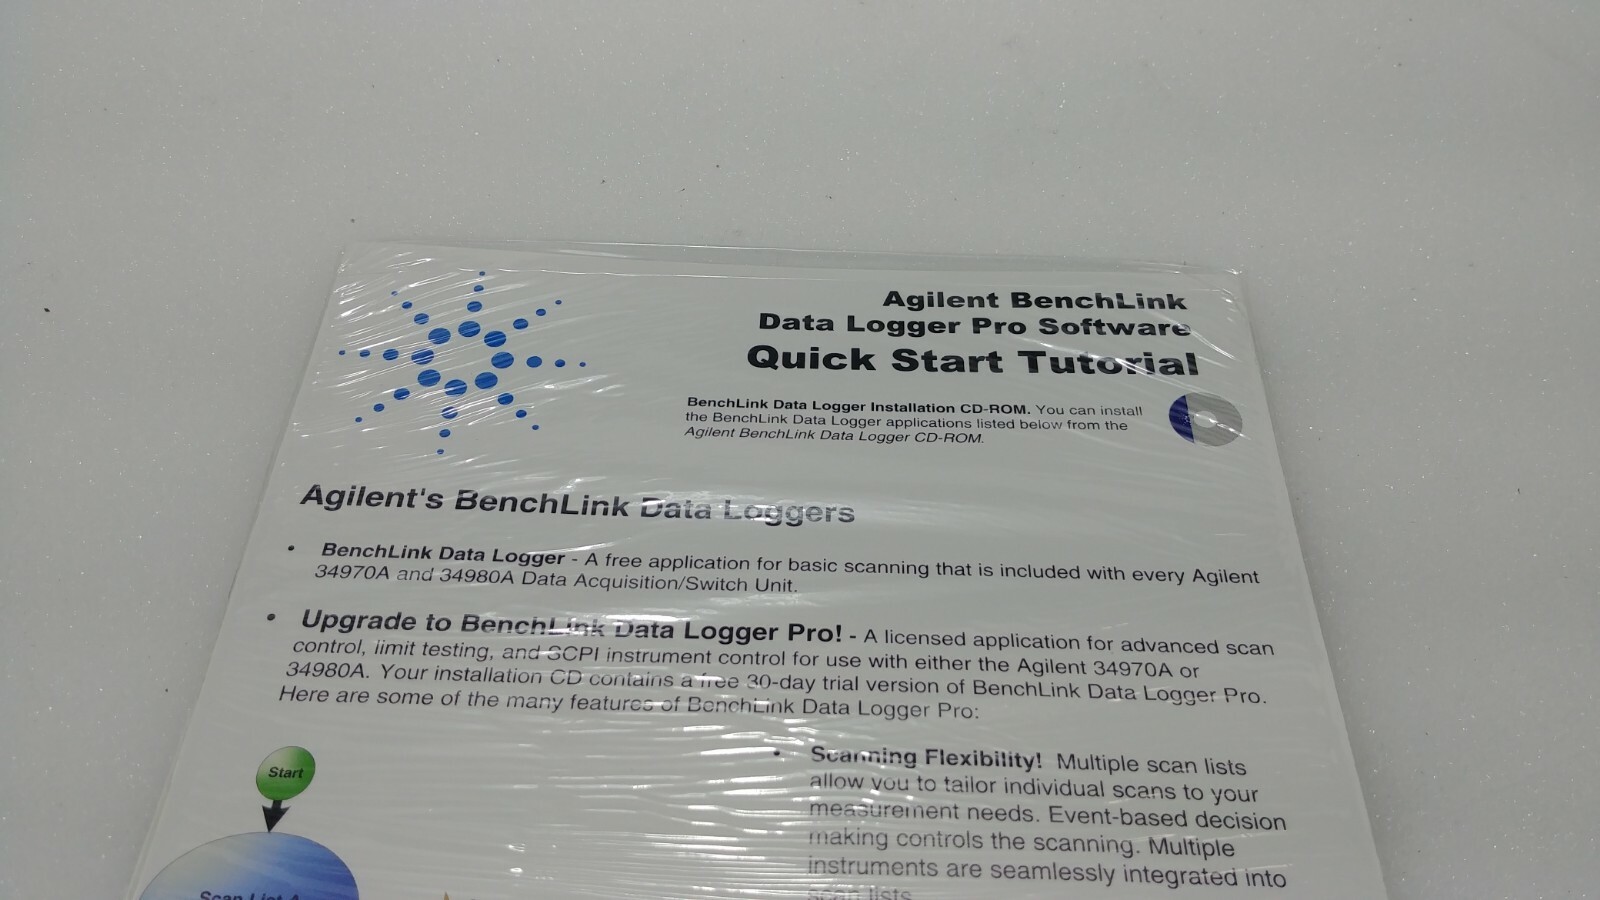 Agilent BenchLink
Data Logger Pro Software
Quick Start Tutorial
BenchLink Data Logger Installation CD-ROM. You can install
the BenchLink Data Logger applications listed below from the
Agilent BenchLink Data Logger CD-ROM.
Agilent's BenchLink Data Loggers
• BenchLink Data Logger - A free application for basic scanning that is included with every Agilent
34970A and 34980A Data Acquisition/Switch Unit.
• Upgrade to BenchLink Data Logger Pro! - A licensed application for advanced scan
control, limit testing, and SCPI instrument control for use with either the Agilent 34970A or
34980A. Your installation CD contains a free 30-day trial version of BenchLink Data Logger Pro.
Here are some of the many features of BenchLink Data Logger Pro:
Start
Scan List A
• Scanning Flexibility! Multiple scan lists
allow you to tailor individual scans to your
measurement needs. Event-based decision
making controls the scanning. Multiple
instruments are seamlessly integrated into
scan lists